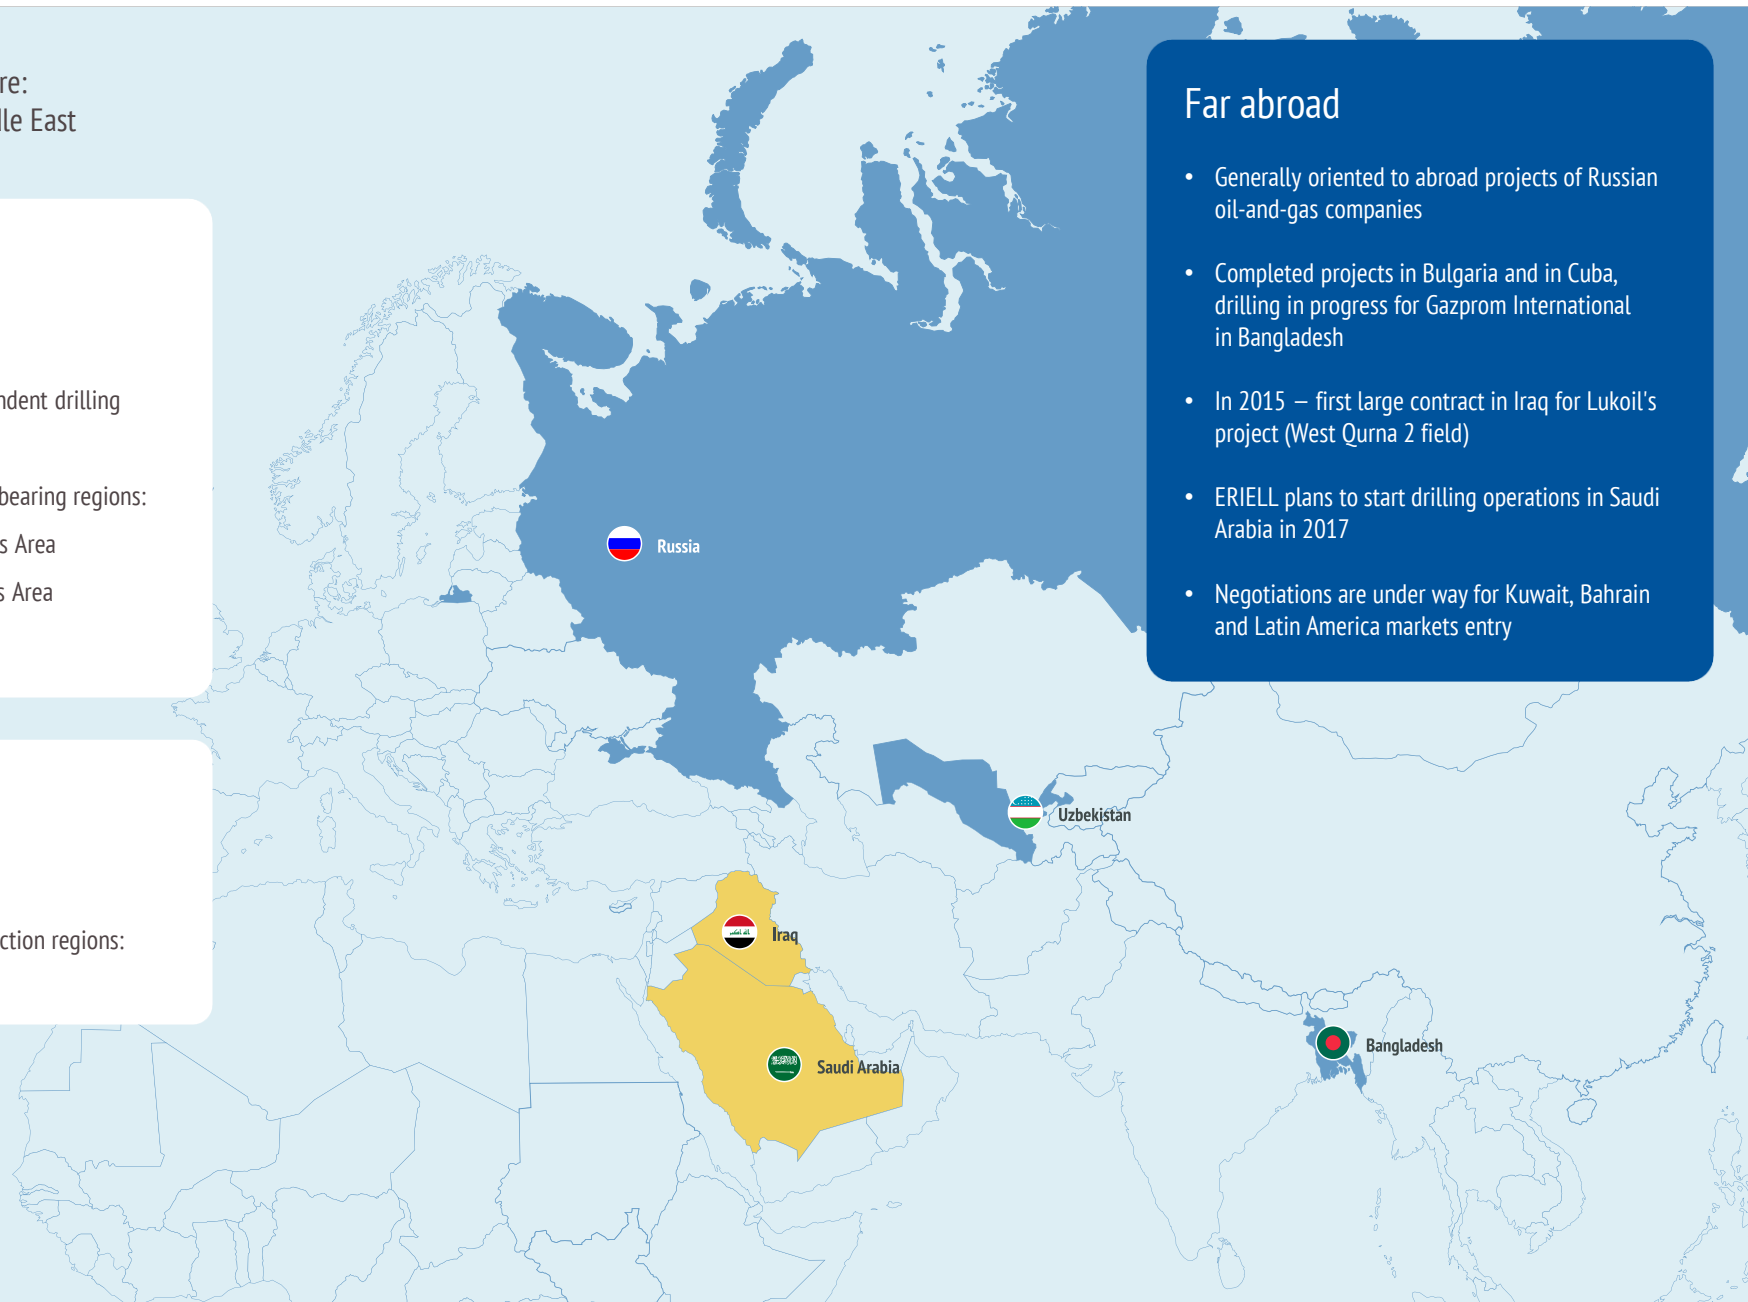 re:
East
drilling
bearing regions:
Area
Area
regions:
Far abroad
• Generally oriented to abroad projects of Russian
oil-and-gas companies
• Completed projects in Bulgaria and in Cuba,
drilling in progress for Gazprom International
in Bangladesh
• In 2015 — first large contract in Iraq for Lukoil's
project (West Qurna 2 field)
• ERIELL plans to start drilling operations in Saudi
Arabia in 2017
• Negotiations are under way for Kuwait, Bahrain
and Latin America markets entry
Russia
Uzbekistan
Iraq
Saudi Arabia
Bangladesh